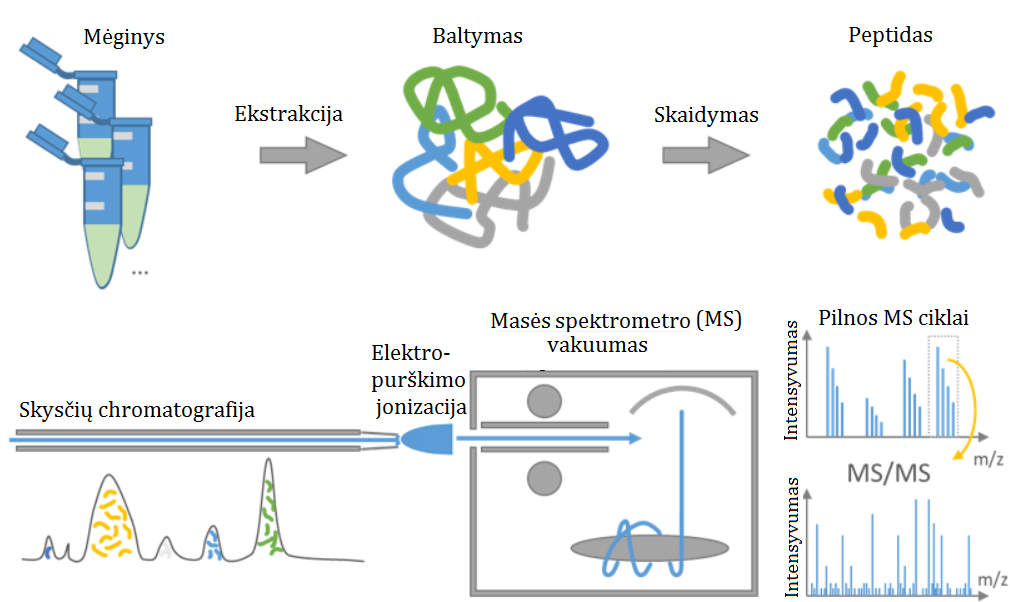 Mėginys
Baltymas
Peptidas
Ekstrakcija
Skaidymas
...
Skysčių chromatografija
Elektro-
purškimo
jonizacija
Masės spektrometro (MS)
vakuumas
Pilnos MS ciklai
Intensyvumas
m/z
MS/MS
Intensyvumas
m/z